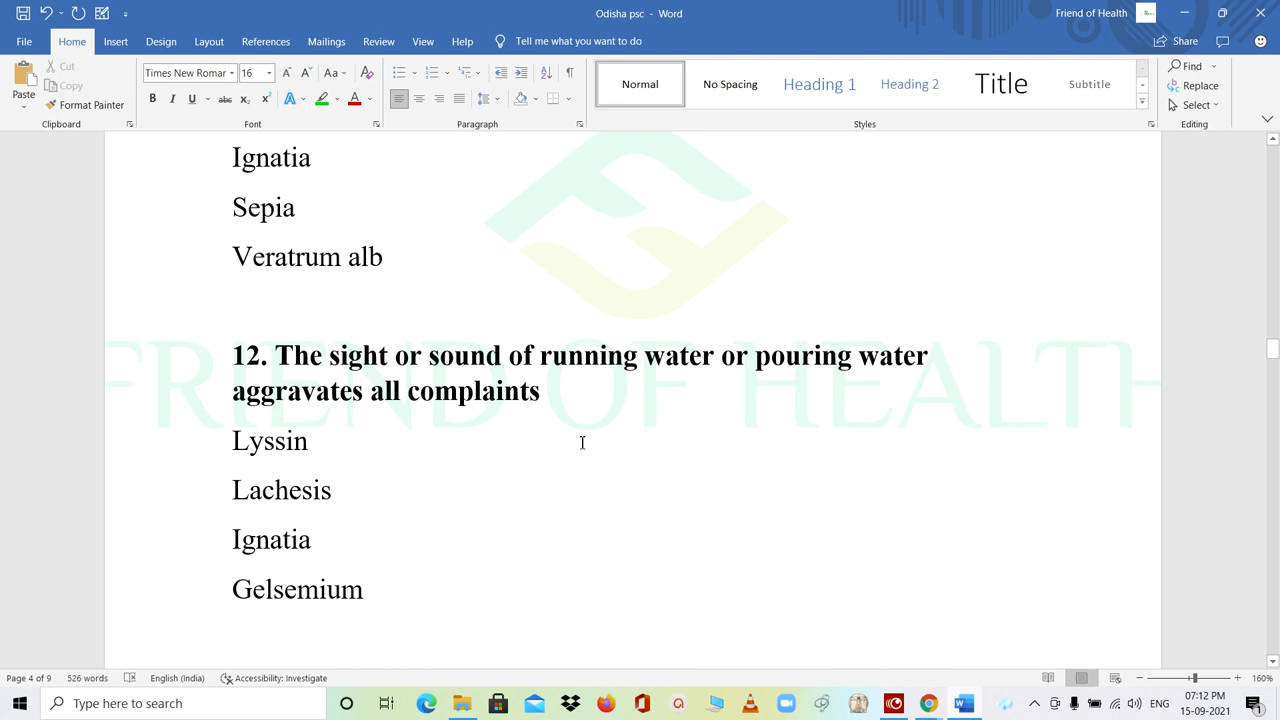 Odisha psc - Word
Friend of Health
File Home Insert Design Layout References Mailings Review View Help Tell me what you want to do
Share
Cut
Copy
Paste
Format Painter
Times New Romar
16
Normal
No Spacing
Heading 1
Heading 2
Title
Subtitle
Find
Replace
Select
Clipboard
Font
Paragraph
Styles
Editing
Ignatia
Sepia
Veratrum alb
FRIEND OF HEALTH
12. The sight or sound of running water or pouring water
aggravates all complaints
Lyssin
Lachesis
Ignatia
Gelsemium
Page 4 of 9
526 words
English (India)
Accessibility: Investigate
160%
Type here to search
ENG
07:12 PM
15-09-2021